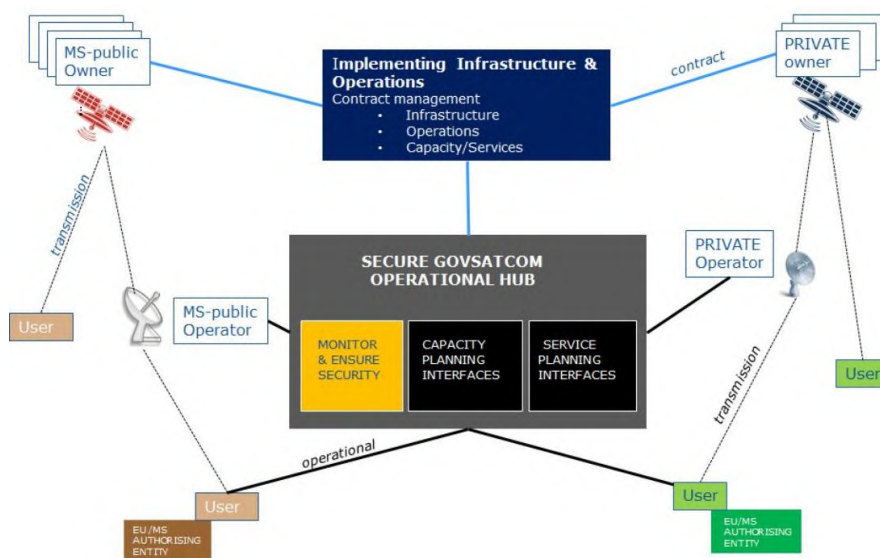 MS-public
Owner
Implementing Infrastructure &
Operations
Contract management
• Infrastructure
• Operations
• Capacity/Services
contract
PRIVATE
owner
transmission
SECURE GOVSATCOM
OPERATIONAL HUB
PRIVATE
Operator
User
MS-public
Operator
MONITOR
& ENSURE
SECURITY
CAPACITY
PLANNING
INTERFACES
SERVICE
PLANNING
INTERFACES
transmission
User
operational
User
User
EU/MS
AUTHORISING
ENTITY
EU/MS
AUTHORISING
ENTITY